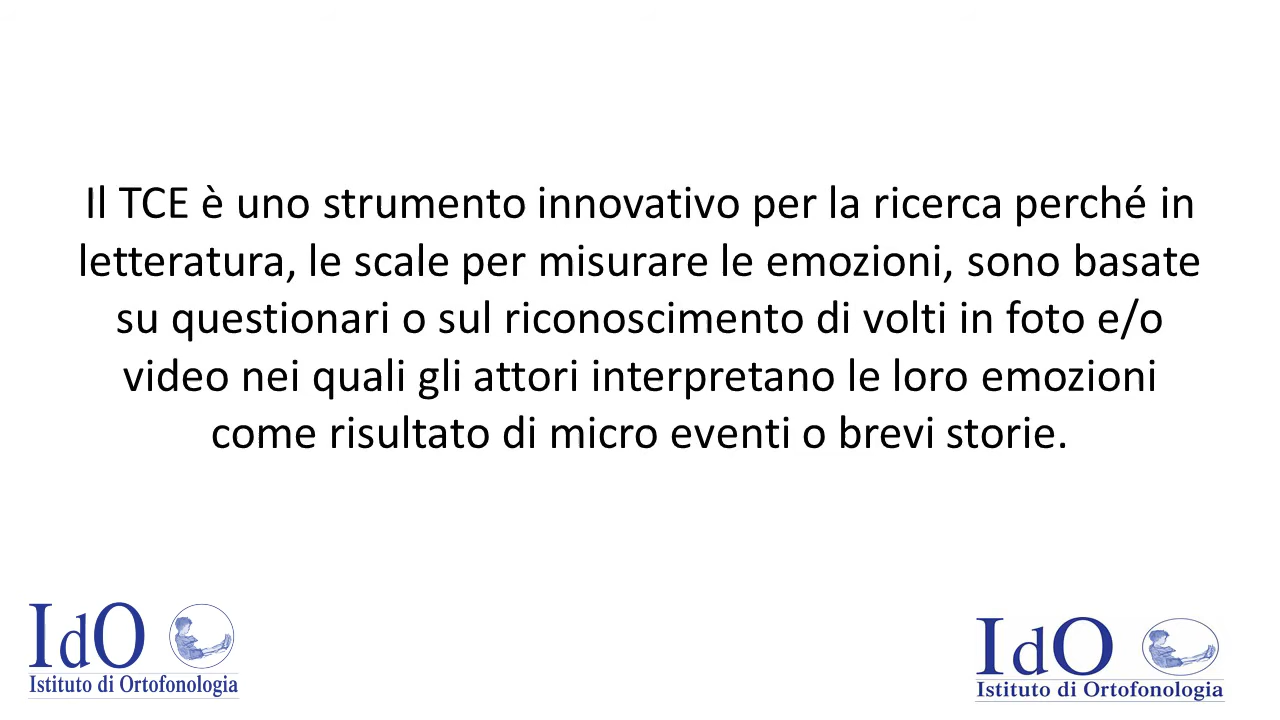 Il TCE è uno strumento innovativo per la ricerca perché in
letteratura, le scale per misurare le emozioni, sono basate
su questionari o sul riconoscimento di volti in foto e/o
video nei quali gli attori interpretano le loro emozioni
come risultato di micro eventi o brevi storie.
IdO
Istituto di Ortofonologia
IdO
Istituto di Ortofonologia